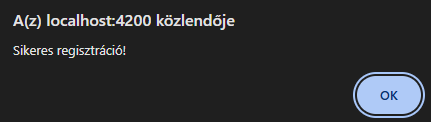 A(z) localhost:4200 közlendője
Sikeres regisztráció!
OK